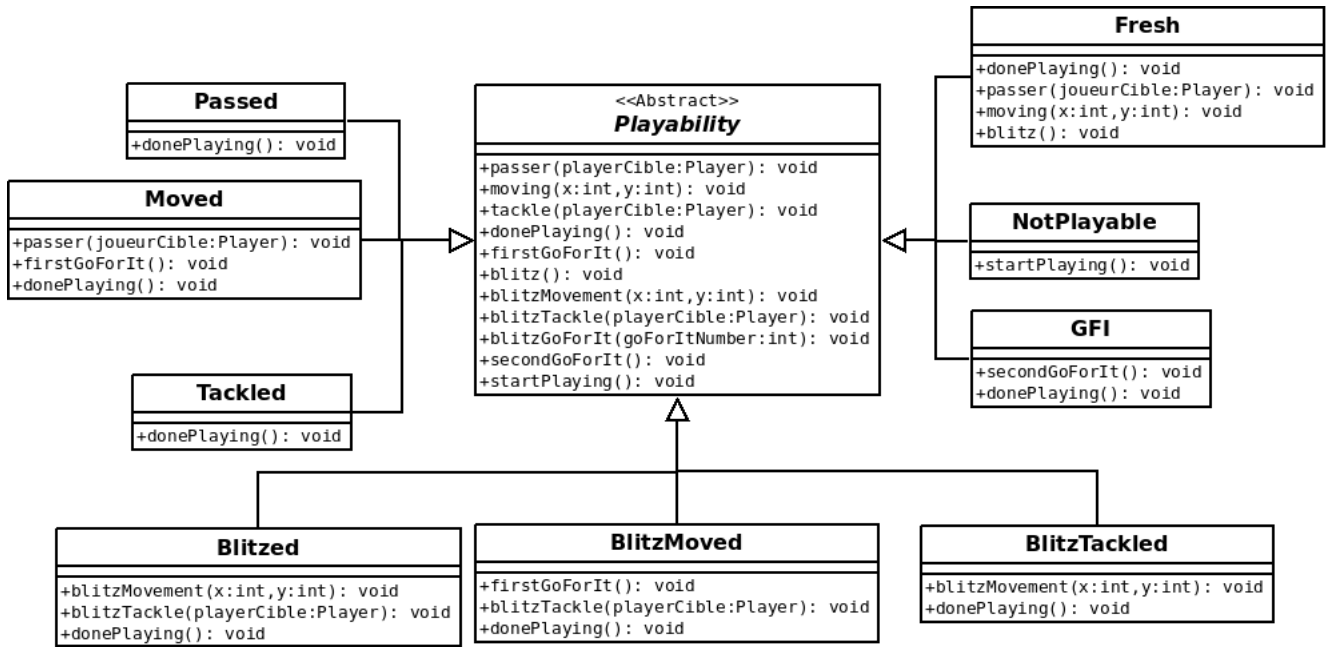 Passed
+donePlaying(): void
Moved
+passer(joueurCible:Player): void
+firstGoForIt(): void
+donePlaying(): void
Tackled
+donePlaying(): void
<<Abstract>>
Playability
+passer(playerCible:Player): void
+moving(x:int,y:int): void
+tackle(playerCible:Player): void
+donePlaying(): void
+firstGoForIt(): void
+blitz(): void
+blitzMovement(x:int,y:int): void
+blitzTackle(playerCible:Player): void
+blitzGoForIt(goForItNumber:int): void
+secondGoForIt(): void
+startPlaying(): void
Fresh
+donePlaying(): void
+passer(joueurCible:Player): void
+moving(x:int,y:int): void
+blitz(): void
NotPlayable
+startPlaying(): void
GFI
+secondGoForIt(): void
+donePlaying(): void
Blitzed
+blitzMovement(x:int,y:int): void
+blitzTackle(playerCible:Player): void
+donePlaying(): void
BlitzMoved
+firstGoForIt(): void
+blitzTackle(playerCible:Player): void
+donePlaying(): void
BlitzTackled
+blitzMovement(x:int,y:int): void
+donePlaying(): void